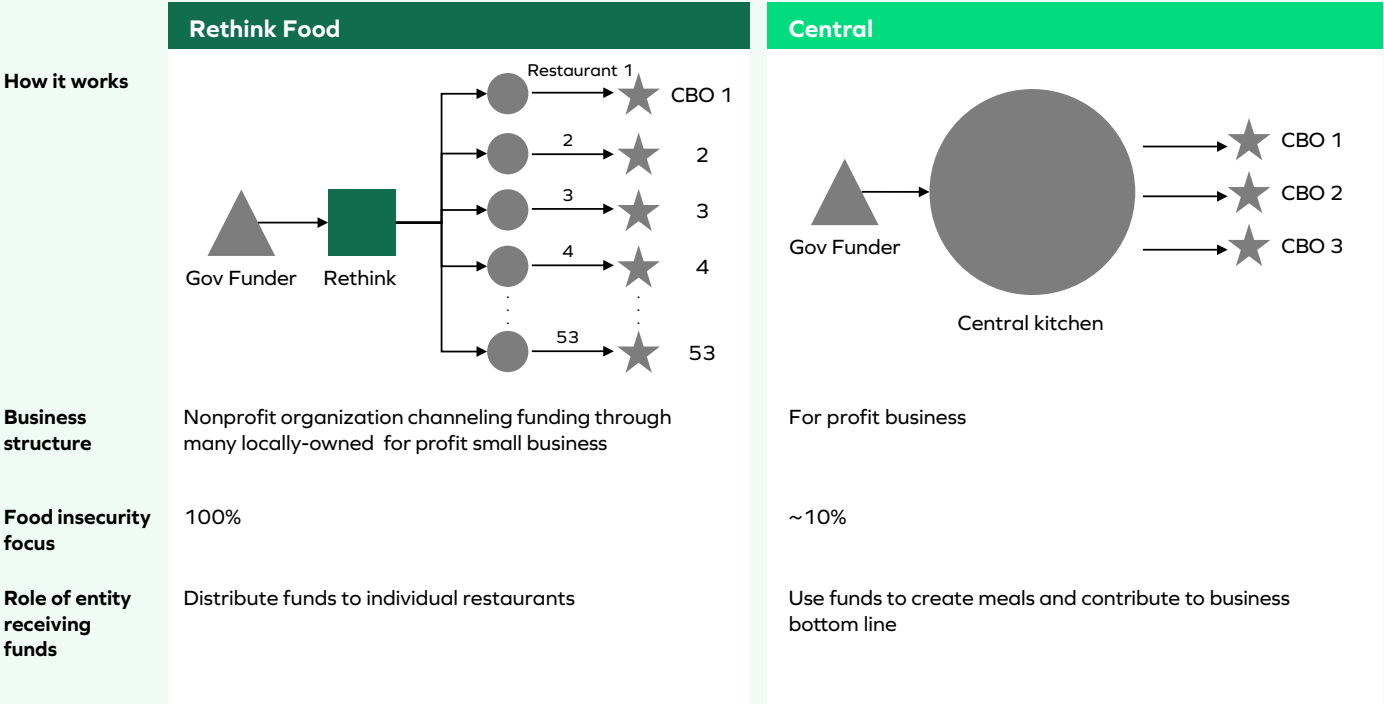 Rethink Food
Central
How it works
Restaurant 1
CBO 1
2
2
3
3
4
4
53
53
Gov Funder
Rethink
CBO 1
CBO 2
CBO 3
Gov Funder
Central kitchen
Business
structure
Nonprofit organization channeling funding through
many locally-owned for profit small business
For profit business
Food insecurity
focus
100%
~10%
Role of entity
receiving
funds
Distribute funds to individual restaurants
Use funds to create meals and contribute to business
bottom line